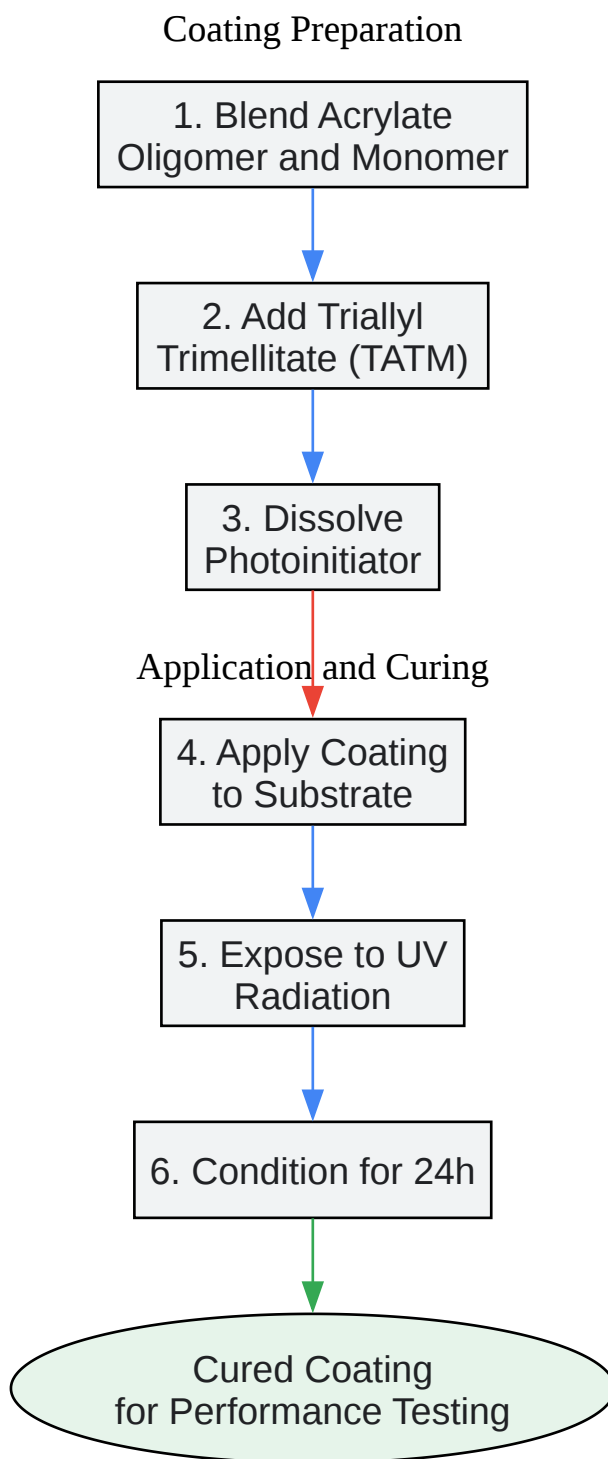 Coating Preparation
1. Blend Acrylate
Oligomer and Monomer
2. Add Triallyl
Trimellitate (TATM)
3. Dissolve
Photoinitiator
Application and Curing
4. Apply Coating
to Substrate
5. Expose to UV
Radiation
6. Condition for 24h
Cured Coating
for Performance Testing